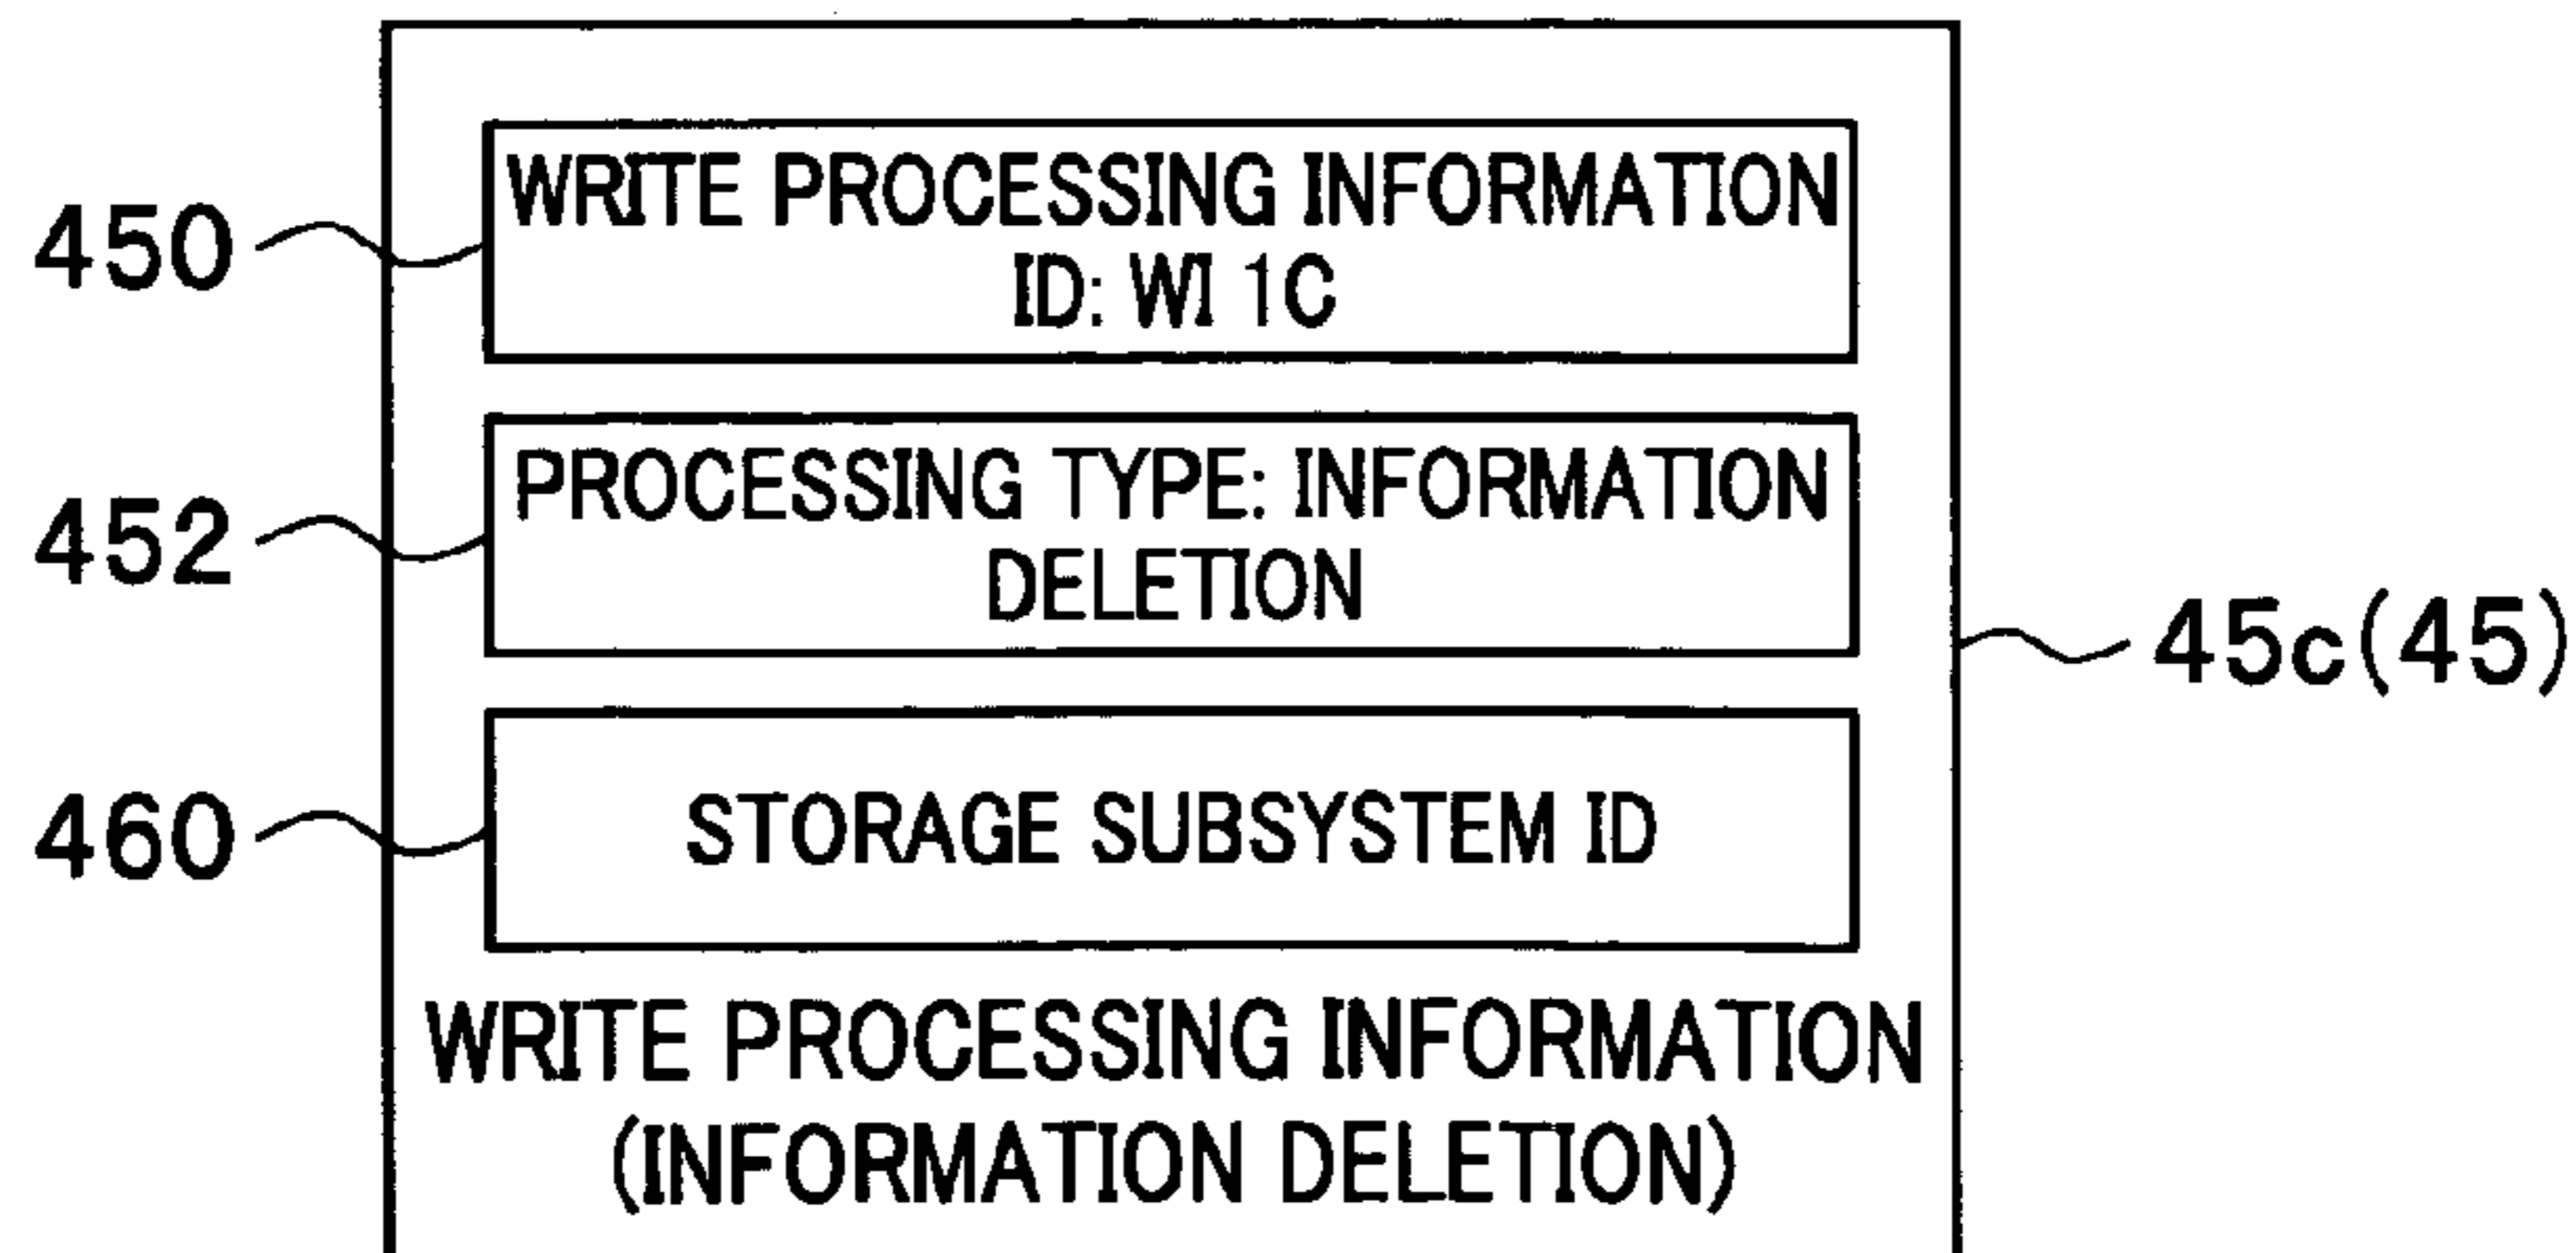 450
WRITE PROCESSING INFORMATION
ID: WI 1C
452
PROCESSING TYPE: INFORMATION
DELETION
45c(45)
460
STORAGE SUBSYSTEM ID
WRITE PROCESSING INFORMATION
(INFORMATION DELETION)